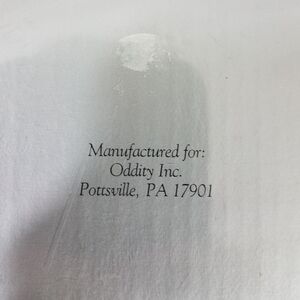 Manufactured for:
Oddity Inc.
Pottsville, PA 17901